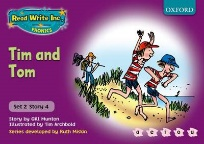 Read Write Inc.
PHONICS
OXFORD
Tim and
Tom
Set 2 Story 4
Story by Gill Munton
Illustrated by Tim Archbold
Series developed by Ruth Miskin